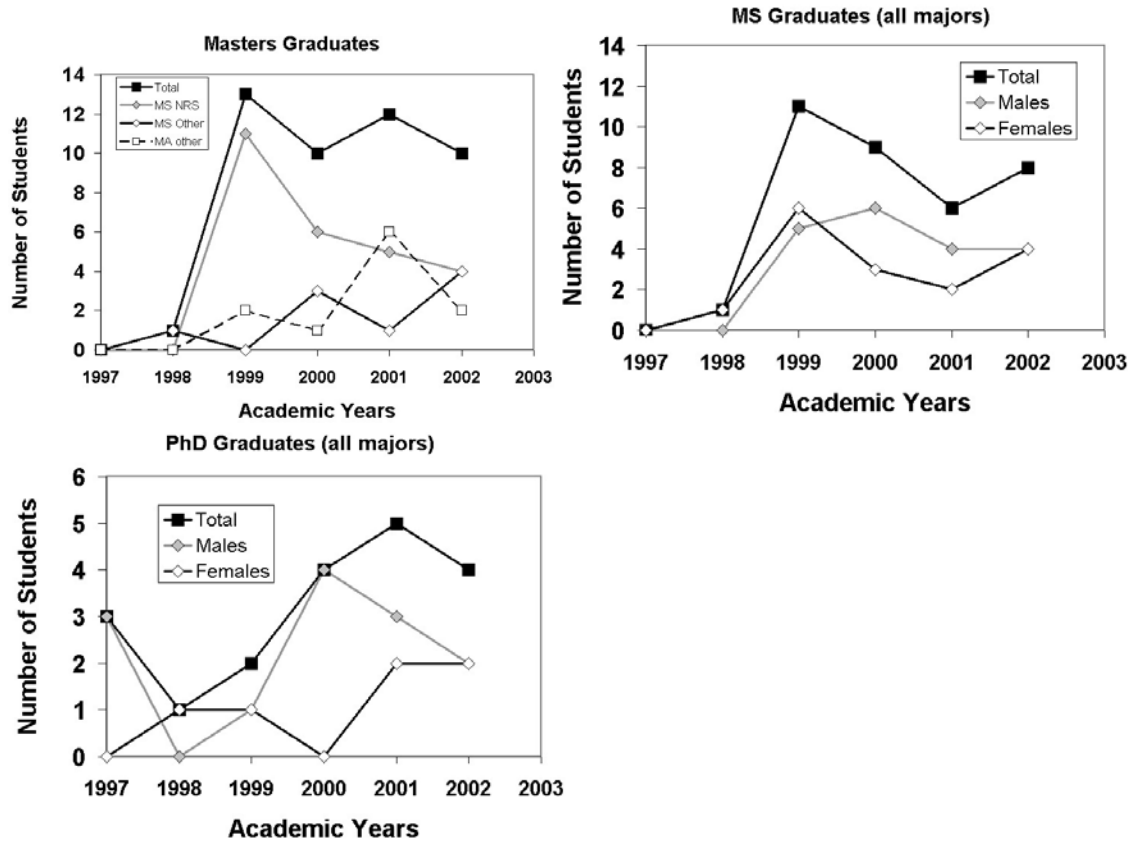 Masters Graduates
Number of Students
14
12
10
8
6
4
2
0
Total
MS NRS
MS Other
MA other
1997 1998 1999 2000 2001 2002 2003
Academic Years
MS Graduates (all majors)
Number of Students
14
12
10
8
6
4
2
0
Total
Males
Females
1997 1998 1999 2000 2001 2002 2003
Academic Years
PhD Graduates (all majors)
Number of Students
6
5
4
3
2
1
0
Total
Males
Females
1997 1998 1999 2000 2001 2002 2003
Academic Years